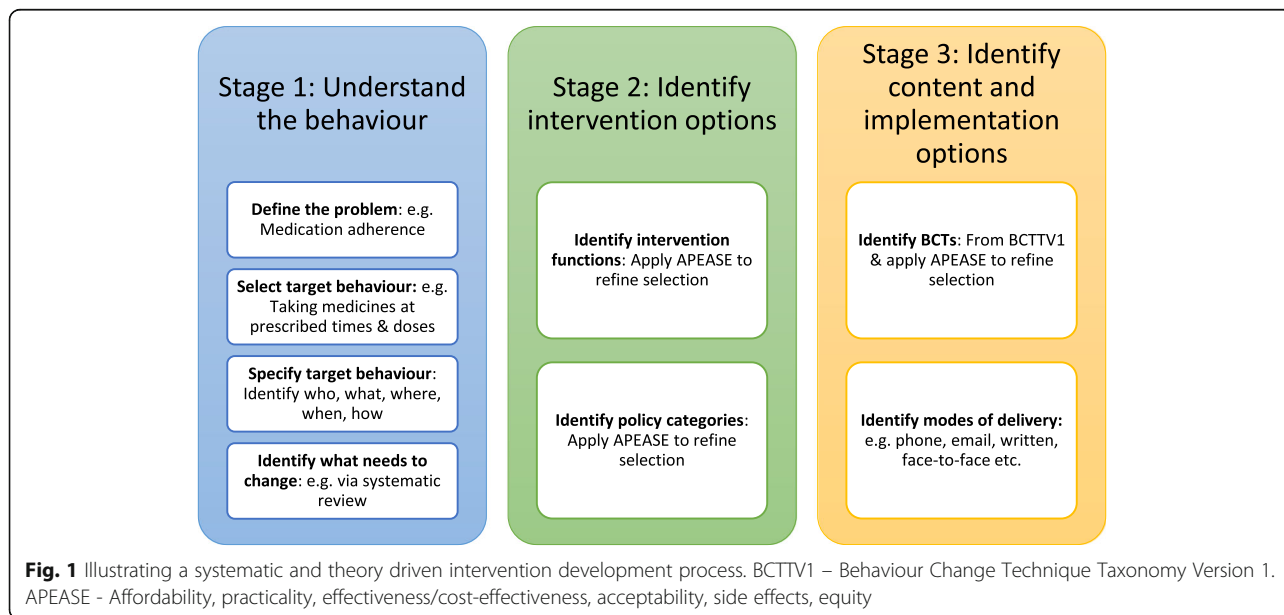 Stage 1: Understand
the behaviour
Define the problem: e.g.
Medication adherence
Select target behaviour: e.g.
Taking medicines at
prescribed times & doses
Specify target behaviour:
Identify who, what, where,
when, how
Identify what needs to
change: e.g. via systematic
review
Stage 2: Identify
intervention options
Identify intervention
functions: Apply APEASE to
refine selection
Identify policy categories:
Apply APEASE to refine
selection
Stage 3: Identify
content and
implementation
options
Identify BCTs: From BCTTV1
& apply APEASE to refine
selection
Identify modes of delivery:
e.g. phone, email, written,
face-to-face etc.
Fig. 1 Illustrating a systematic and theory driven intervention development process. BCTTV1 – Behaviour Change Technique Taxonomy Version 1.
APEASE - Affordability, practicality, effectiveness/cost-effectiveness, acceptability, side effects, equity